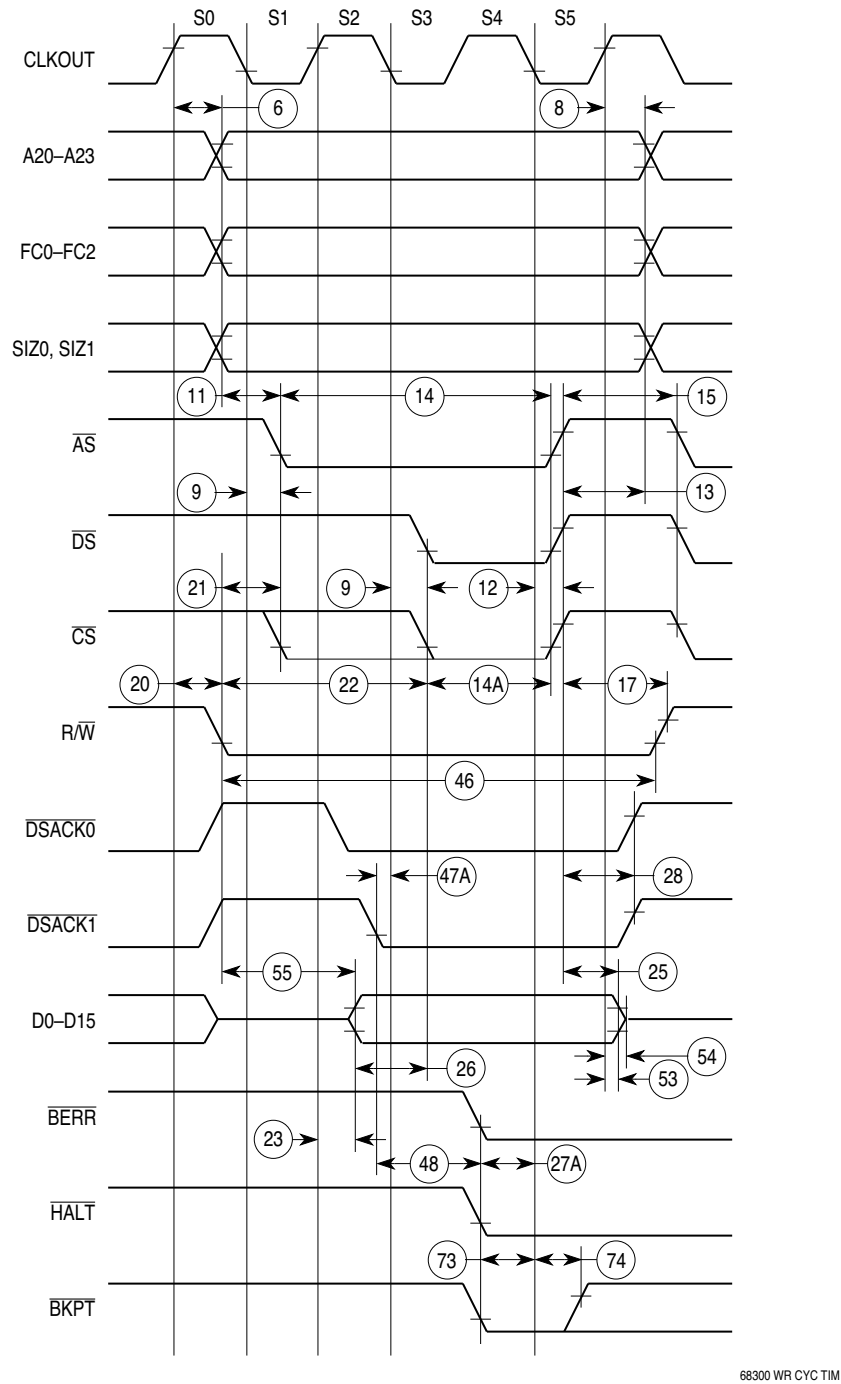 S0 S1 S2 S3 S4 S5
CLKOUT
6 8
A20–A23
FC0–FC2
SIZ0, SIZ1
11 14 15
AS
9 13
DS
21 9 12
CS
20 22 14A 17
R/W
46
DSACK0
47A 28
DSACK1
55 25
D0–D15
54
26 53
BERR
23
48 27A
HALT
73 74
BKPT
68300 WR CYC TIM